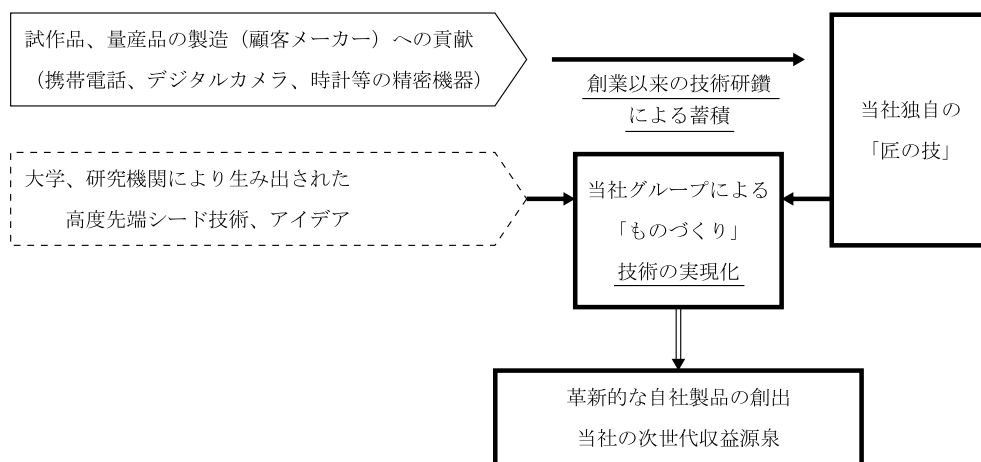 試作品、量産品の製造（顧客メーカー）への貢献
（携帯電話、デジタルカメラ、時計等の精密機器）
創業以来の技術研鑽
による蓄積
当社独自の
「匠の技」
大学、研究機関により生み出された
高度先端シード技術、アイデア
当社グループによる
「ものづくり」
技術の実現化
革新的な自社製品の創出
当社の次世代収益源泉